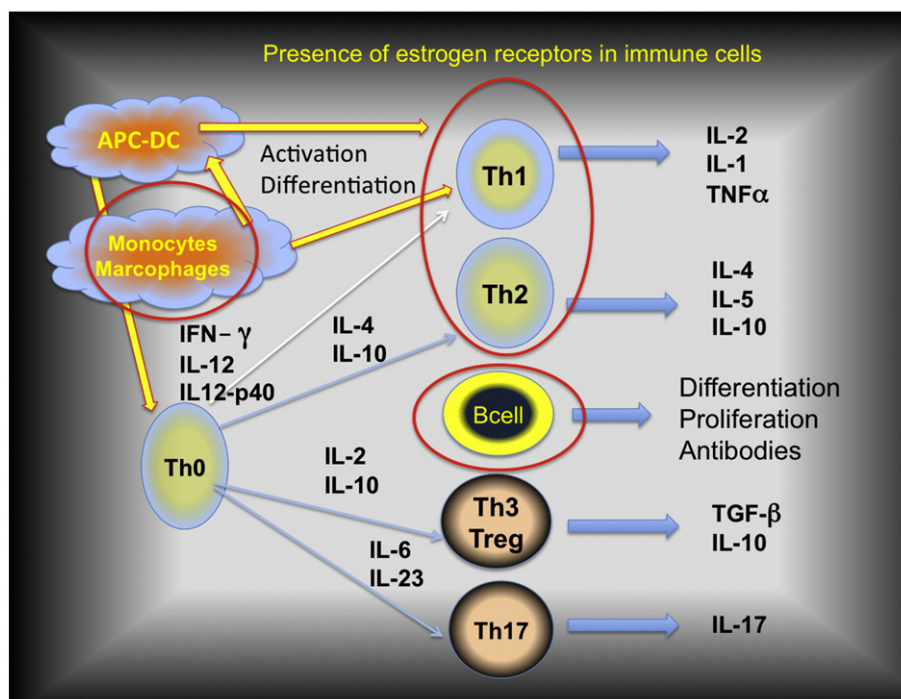 Presence of estrogen receptors in immune cells
APC-DC
Activation
Differentiation
Monocytes
Marcophages
Th1
IL-2
IL-1
TNFα
Th2
IL-4
IL-5
IL-10
IFN- γ
IL-12
IL12-p40
IL-4
IL-10
Bcell
Differentiation
Proliferation
Antibodies
Th0
IL-2
IL-10
Th3
Treg
TGF-β
IL-10
IL-6
IL-23
Th17
IL-17